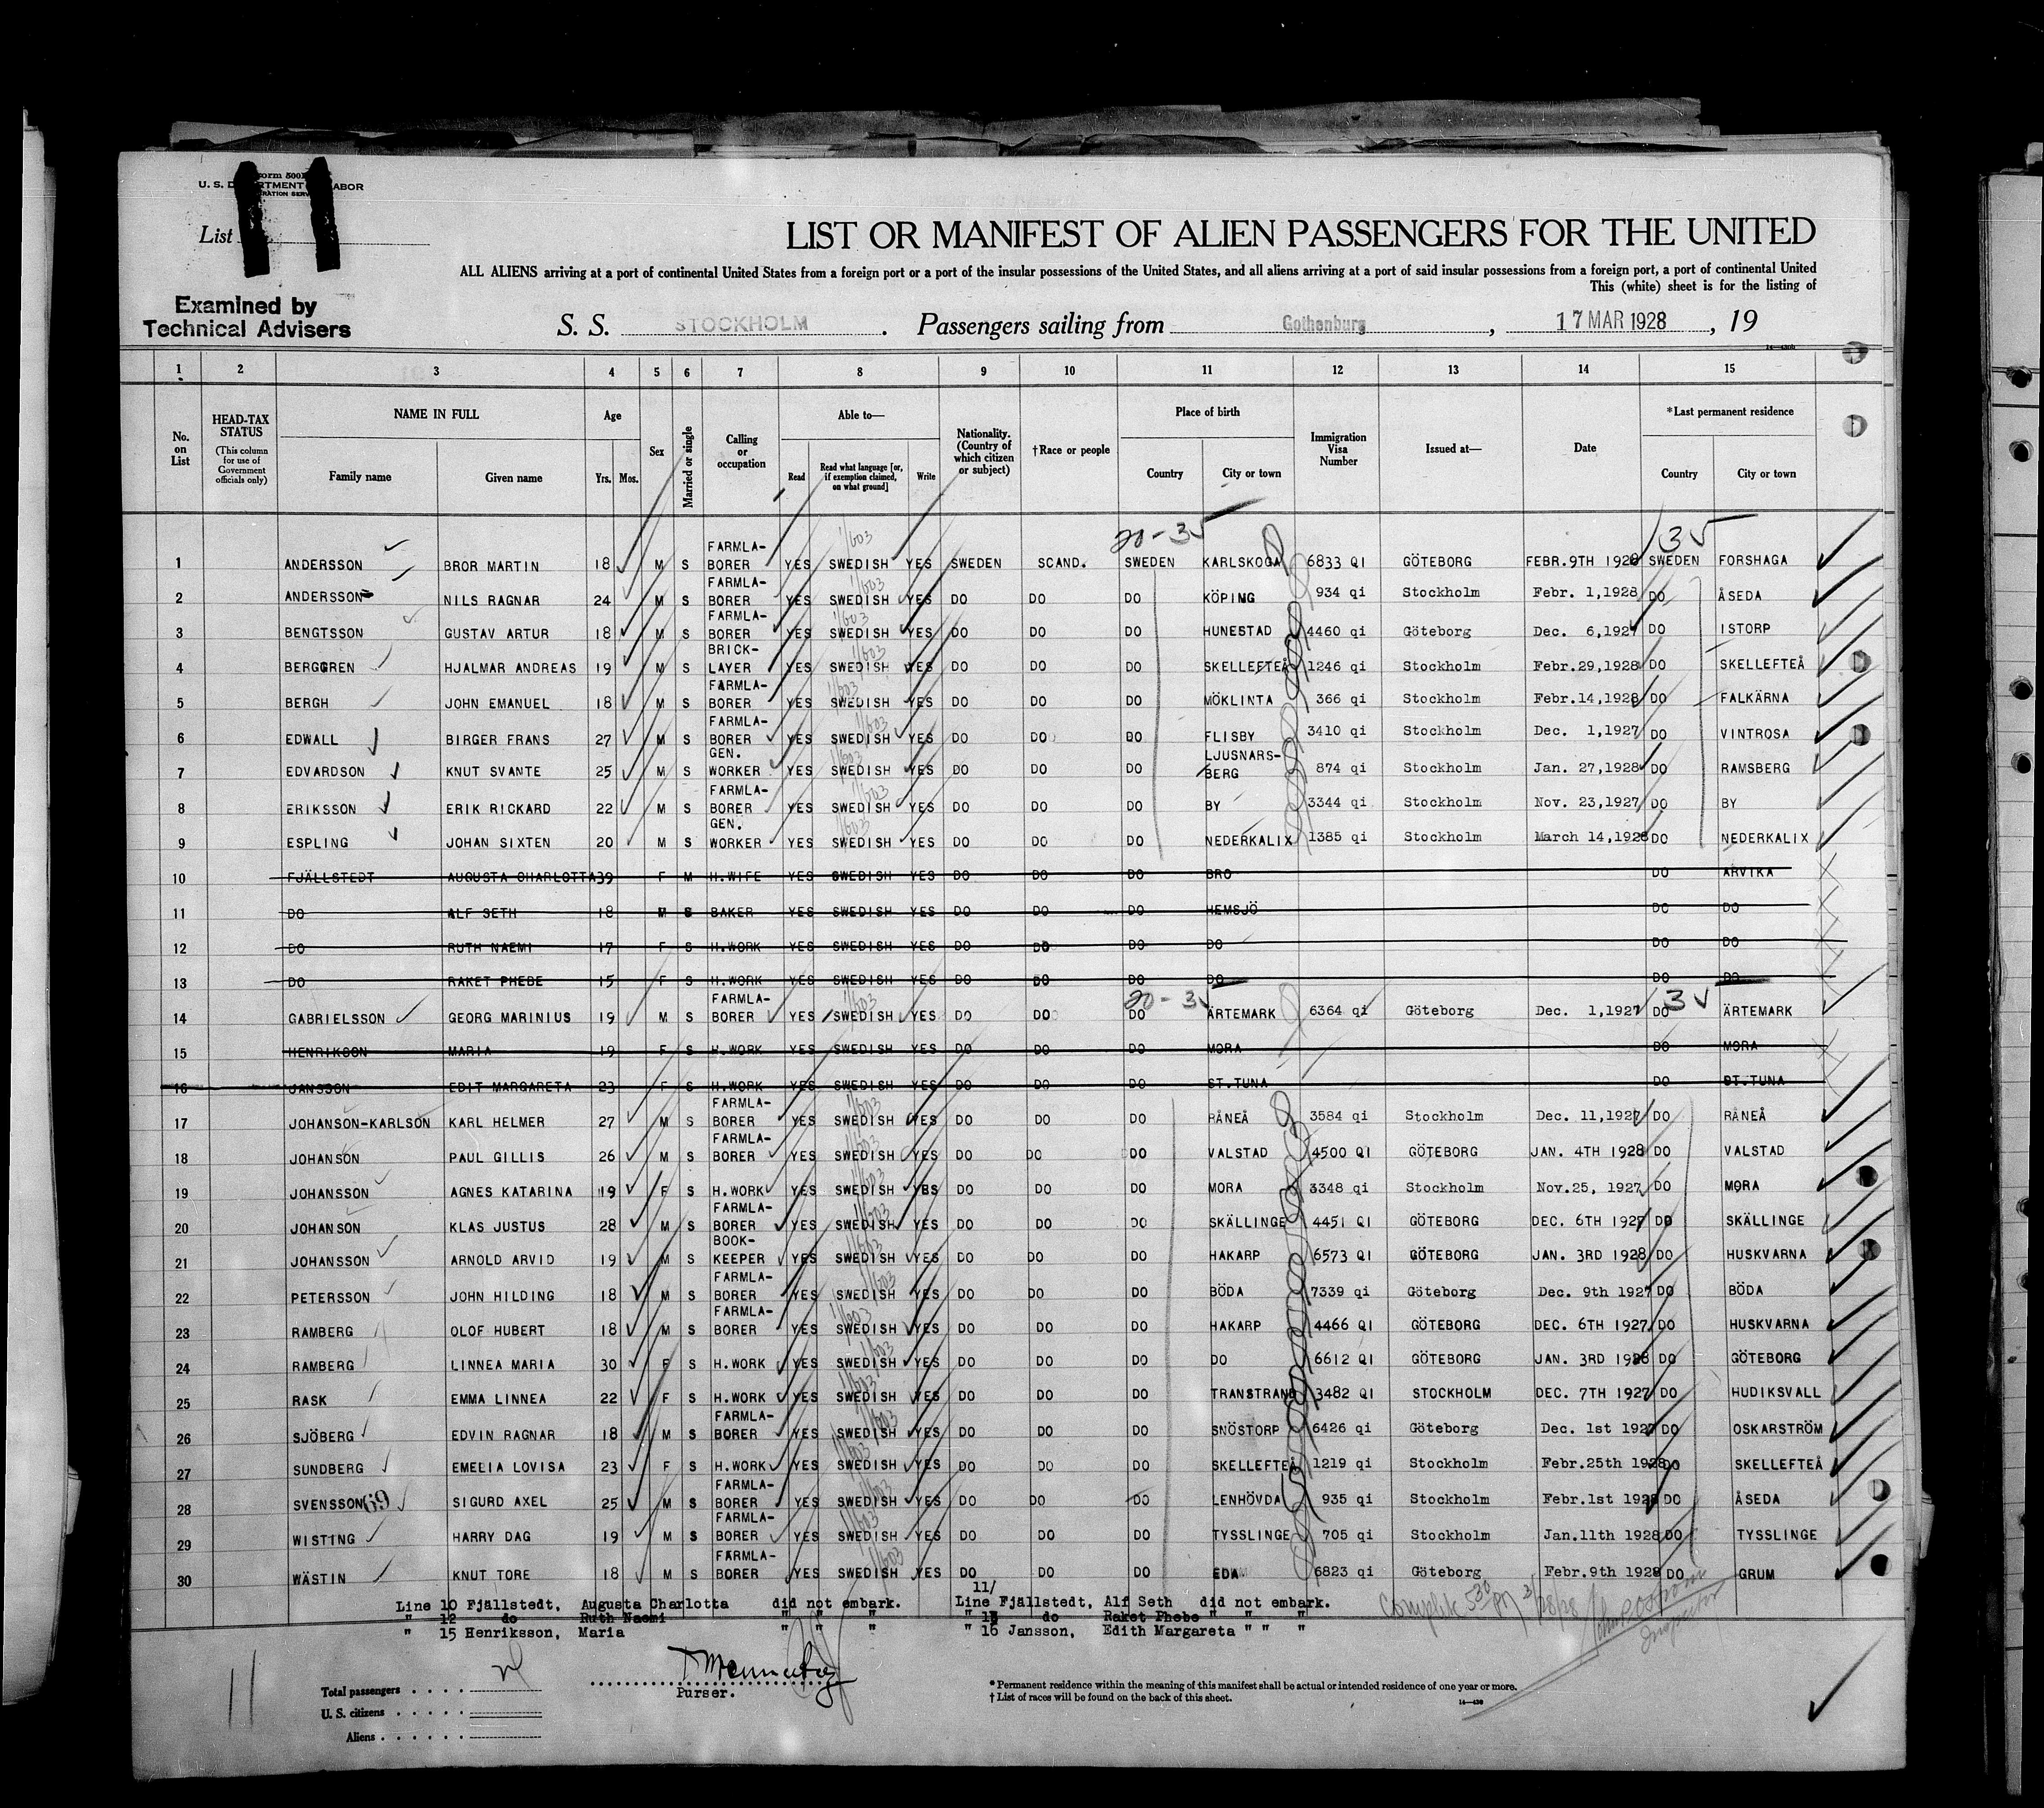 Form 500
U. S. DEPARTMENT OF LABOR
List 11
LIST OR MANIFEST OF ALIEN PASSENGERS FOR THE UNITED
ALL ALIENS arriving at a port of continental United States from a foreign port or a port of the insular possessions of the United States, and all aliens arriving at a port of said insular possessions from a foreign port, a port of continental United
This (white) sheet is for the listing of
Examined by
Technical Advisers
S. S. STOCKHOLM . Passengers sailing from Gothenburg , 17 MAR 1928 , 19
1 2 3 4 5 6 7 8 9 10 11 12 13 14 15
No. on List
HEAD-TAX STATUS (This column for use of Government officials only)
NAME IN FULL Family name Given name
Age Yrs. Mos.
Sex
Married or single
Calling or occupation
Able to— Read Read what language [or, if exemption claimed, on what ground] Write
Nationality. (Country of which citizen or subject)
†Race or people
Place of birth Country City or town
Immigration Visa Number
Issued at—
Date
*Last permanent residence Country City or town
20-3 3
1 ANDERSSON BROR MARTIN 18 M S FARMLA-BORER YES SWEDISH YES SWEDEN SCAND. SWEDEN KARLSKOGA 6833 QI GÖTEBORG FEBR.9TH 1928 SWEDEN FORSHAGA
2 ANDERSSON NILS RAGNAR 24 M S FARMLA-BORER YES SWEDISH YES DO DO DO KÖPING 934 qi Stockholm Febr. 1,1928 DO ÅSEDA
3 BENGTSSON GUSTAV ARTUR 18 M S FARMLA-BORER YES SWEDISH YES DO DO DO HUNESTAD 4460 qi Göteborg Dec. 6,1927 DO ISTORP
4 BERGGREN HJALMAR ANDREAS 19 M S BRICK-LAYER YES SWEDISH YES DO DO DO SKELLEFTEÅ 1246 qi Stockholm Febr.29,1928 DO SKELLEFTEÅ
5 BERGH JOHN EMANUEL 18 M S FARMLA-BORER YES SWEDISH YES DO DO DO MÖKLINTA 366 qi Stockholm Febr.14,1928 DO FALKÄRNA
6 EDWALL BIRGER FRANS 27 M S FARMLA-BORER YES SWEDISH YES DO DO DO FLISBY 3410 qi Stockholm Dec. 1,1927 DO VINTROSA
7 EDVARDSON KNUT SVANTE 25 M S GEN. WORKER YES SWEDISH YES DO DO DO LJUSNARS-BERG 874 qi Stockholm Jan. 27,1928 DO RAMSBERG
8 ERIKSSON ERIK RICKARD 22 M S FARMLA-BORER YES SWEDISH YES DO DO DO BY 3344 qi Stockholm Nov. 23,1927 DO BY
9 ESPLING JOHAN SIXTEN 20 M S GEN. WORKER YES SWEDISH YES DO DO DO NEDERKALIX 1385 qi Stockholm March 14,1928 DO NEDERKALIX
10 FJÄLLSTEDT AUGUSTA CHARLOTTA 39 F M H.WIFE YES SWEDISH YES DO DO DO BRO DO ARVIKA
11 DO ALF SETH 18 M S BAKER YES SWEDISH YES DO DO DO HEMSJÖ DO DO
12 DO RUTH NAEMI 17 F S H.WORK YES SWEDISH YES DO DO DO DO DO DO
13 DO RAKET PHEBE 15 F S H.WORK YES SWEDISH YES DO DO DO DO DO DO
20-3 3
14 GABRIELSSON GEORG MARINIUS 19 M S FARMLA-BORER YES SWEDISH YES DO DO DO ÄRTEMARK 6364 qi Göteborg Dec. 1,1927 DO ÄRTEMARK
15 HENRIKSON MARIA 19 F S H.WORK YES SWEDISH YES DO DO DO MORA DO MORA
16 JANSSON EDIT MARGARETA 23 F S H.WORK YES SWEDISH YES DO DO DO ST.TUNA DO ST.TUNA
17 JOHANSON-KARLSON KARL HELMER 27 M S FARMLA-BORER YES SWEDISH YES DO DO DO RÅNEÅ 3584 qi Stockholm Dec. 11,1927 DO RÅNEÅ
18 JOHANSON PAUL GILLIS 26 M S FARMLA-BORER YES SWEDISH YES DO DO DO VALSTAD 4500 QI GÖTEBORG JAN. 4TH 1928 DO VALSTAD
19 JOHANSSON AGNES KATARINA 19 F S H.WORK YES SWEDISH YES DO DO DO MORA 3348 qi Stockholm Nov.25, 1927 DO MORA
20 JOHANSON KLAS JUSTUS 28 M S FARMLA-BORER YES SWEDISH YES DO DO DO SKÄLLINGE 4451 QI GÖTEBORG DEC. 6TH 1927 DO SKÄLLINGE
21 JOHANSSON ARNOLD ARVID 19 M S BOOK-KEEPER YES SWEDISH YES DO DO DO HAKARP 6573 QI GÖTEBORG JAN. 3RD 1928 DO HUSKVARNA
22 PETERSSON JOHN HILDING 18 M S FARMLA-BORER YES SWEDISH YES DO DO DO BÖDA 7339 qi Göteborg Dec. 9th 1927 DO BÖDA
23 RAMBERG OLOF HUBERT 18 M S FARMLA-BORER YES SWEDISH YES DO DO DO HAKARP 4466 QI GÖTEBORG DEC. 6TH 1927 DO HUSKVARNA
24 RAMBERG LINNEA MARIA 30 F S H.WORK YES SWEDISH YES DO DO DO DO 6612 QI GÖTEBORG JAN. 3RD 1928 DO GÖTEBORG
25 RASK EMMA LINNEA 22 F S H.WORK YES SWEDISH YES DO DO DO TRANSTRAND 3482 QI STOCKHOLM DEC. 7TH 1927 DO HUDIKSVALL
26 SJÖBERG EDVIN RAGNAR 18 M S FARMLA-BORER YES SWEDISH YES DO DO DO SNÖSTORP 6426 qi Göteborg Dec. 1st 1927 DO OSKARSTRÖM
27 SUNDBERG EMELIA LOVISA 23 F S H.WORK YES SWEDISH YES DO DO DO SKELLEFTEÅ 1219 qi Stockholm Febr.25th 1928 DO SKELLEFTEÅ
28 SVENSSON 69 SIGURD AXEL 25 M S FARMLA-BORER YES SWEDISH YES DO DO DO LENHÖVDA 935 qi Stockholm Febr.1st 1928 DO ÅSEDA
29 WISTING HARRY DAG 19 M S FARMLA-BORER YES SWEDISH YES DO DO DO TYSSLINGE 705 qi Stockholm Jan.11th 1928 DO TYSSLINGE
30 WÄSTIN KNUT TORE 18 M S FARMLA-BORER YES SWEDISH YES DO DO DO EDA 6823 qi Göteborg Febr.9th 1928 DO GRUM
11/
Line 10 Fjällstedt, Augusta Charlotta did not embark. Line Fjällstedt, Alf Seth did not embark.
" 12 do Ruth Naemi " " " " 13 do Raket Phebe " " "
" 15 Henriksson, Maria " " " " 16 Jansson, Edith Margareta " " "
Complete 530 PM 3/28/28
Inspector
11
Total passengers
U. S. citizens
Aliens
Purser.
* Permanent residence within the meaning of this manifest shall be actual or intended residence of one year or more.
† List of races will be found on the back of this sheet.
14—430